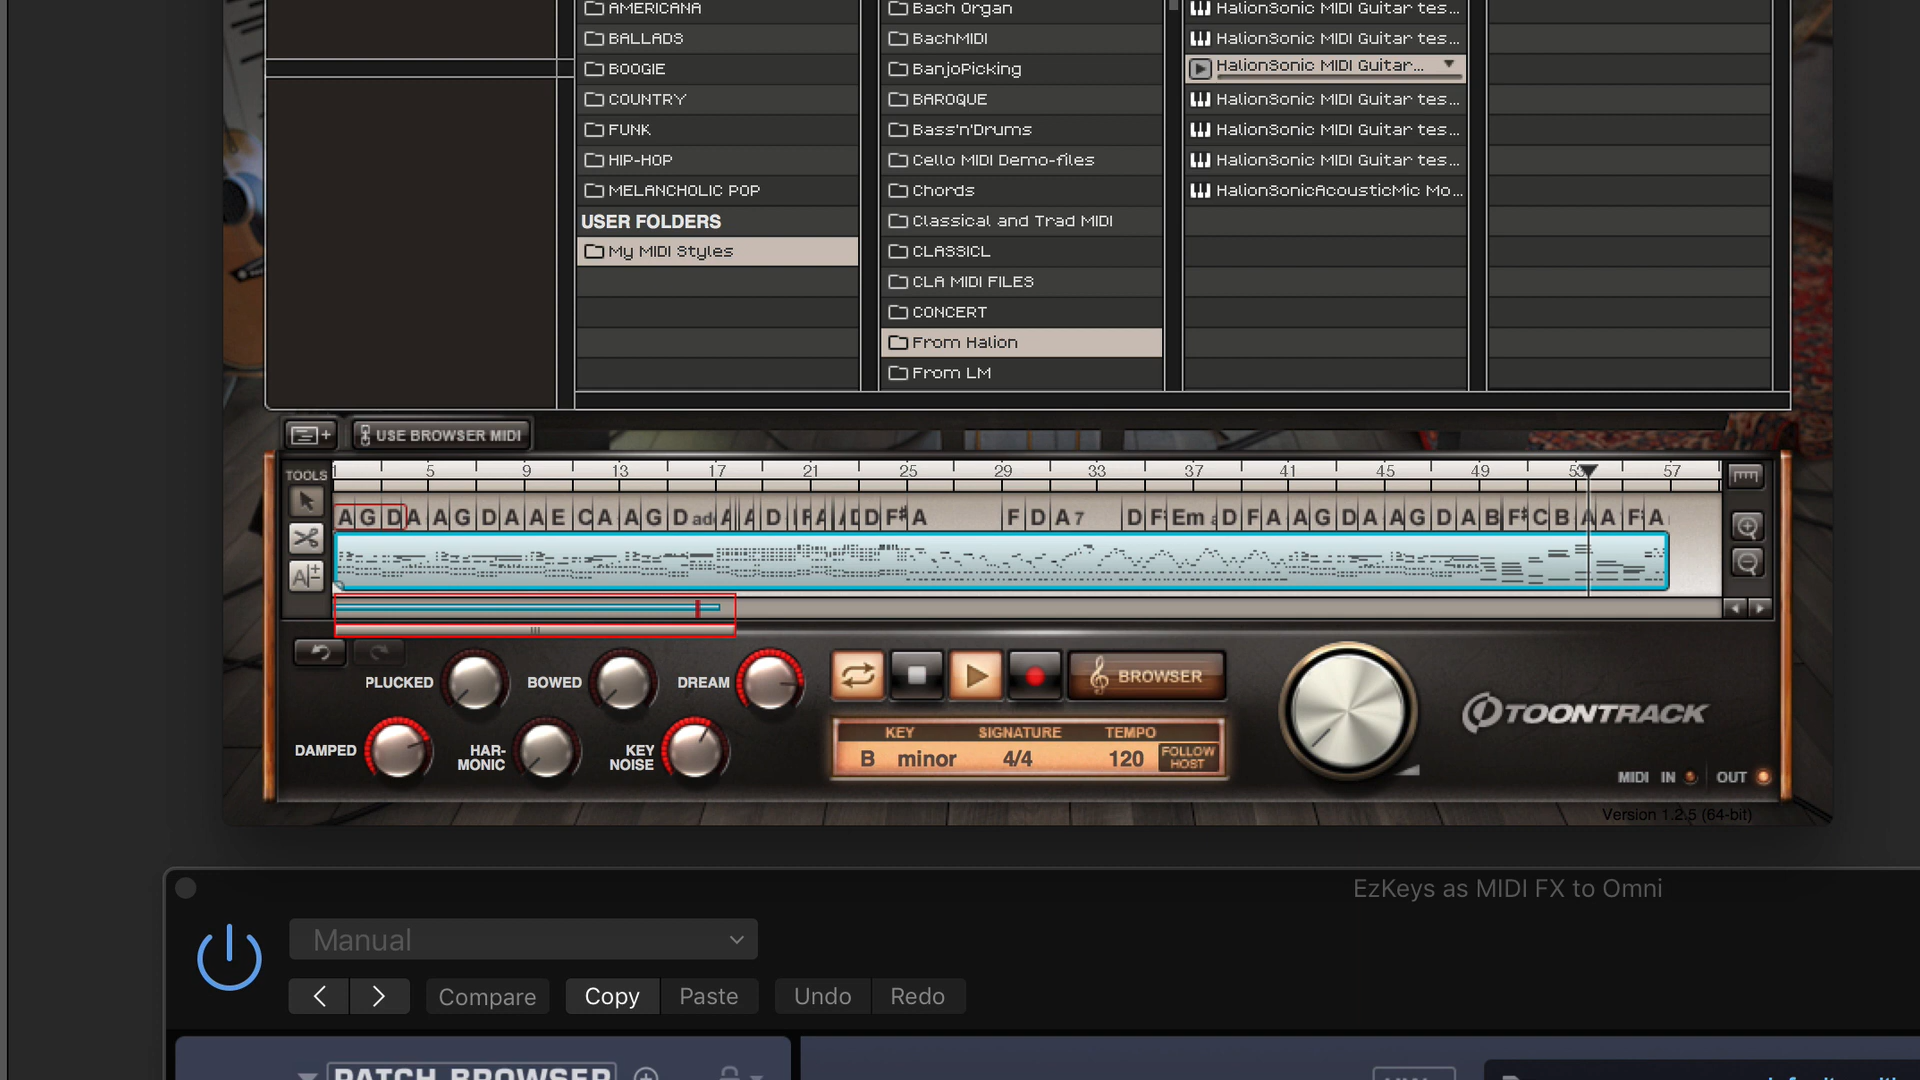 AMERICANA
BALLADS
BOOGIE
COUNTRY
FUNK
HIP-HOP
MELANCHOLIC POP
USER FOLDERS
My MIDI Styles
Bach Organ
BachMIDI
BanjoPicking
BAROQUE
Bass'n'Drums
Cello MIDI Demo-files
Chords
Classical and Trad MIDI
CLASSICL
CLA MIDI FILES
CONCERT
From Halion
From LM
HalionSonic MIDI Guitar tes...
HalionSonic MIDI Guitar tes...
HalionSonic MIDI Guitar...
HalionSonic MIDI Guitar tes...
HalionSonic MIDI Guitar tes...
HalionSonic MIDI Guitar tes...
HalionSonicAcousticMic Mo...
USE BROWSER MIDI
TOOLS
1 5 9 13 17 21 25 29 33 37 41 45 49 57
A G D A A G D A A E C A A G D A D F# A F D A7 D Em D F A A G D A A G D A B F# C B A A A
PLUCKED BOWED DREAM
BROWSER
TOONTRACK
DAMPED HAR-MONIC KEY NOISE
KEY SIGNATURE TEMPO
B minor 4/4 120 FOLLOW HOST
MIDI IN OUT
Version 1.2.5 (64-bit)
EzKeys as MIDI FX to Omni
Manual
Compare Copy Paste Undo Redo
PATCH BROWSER